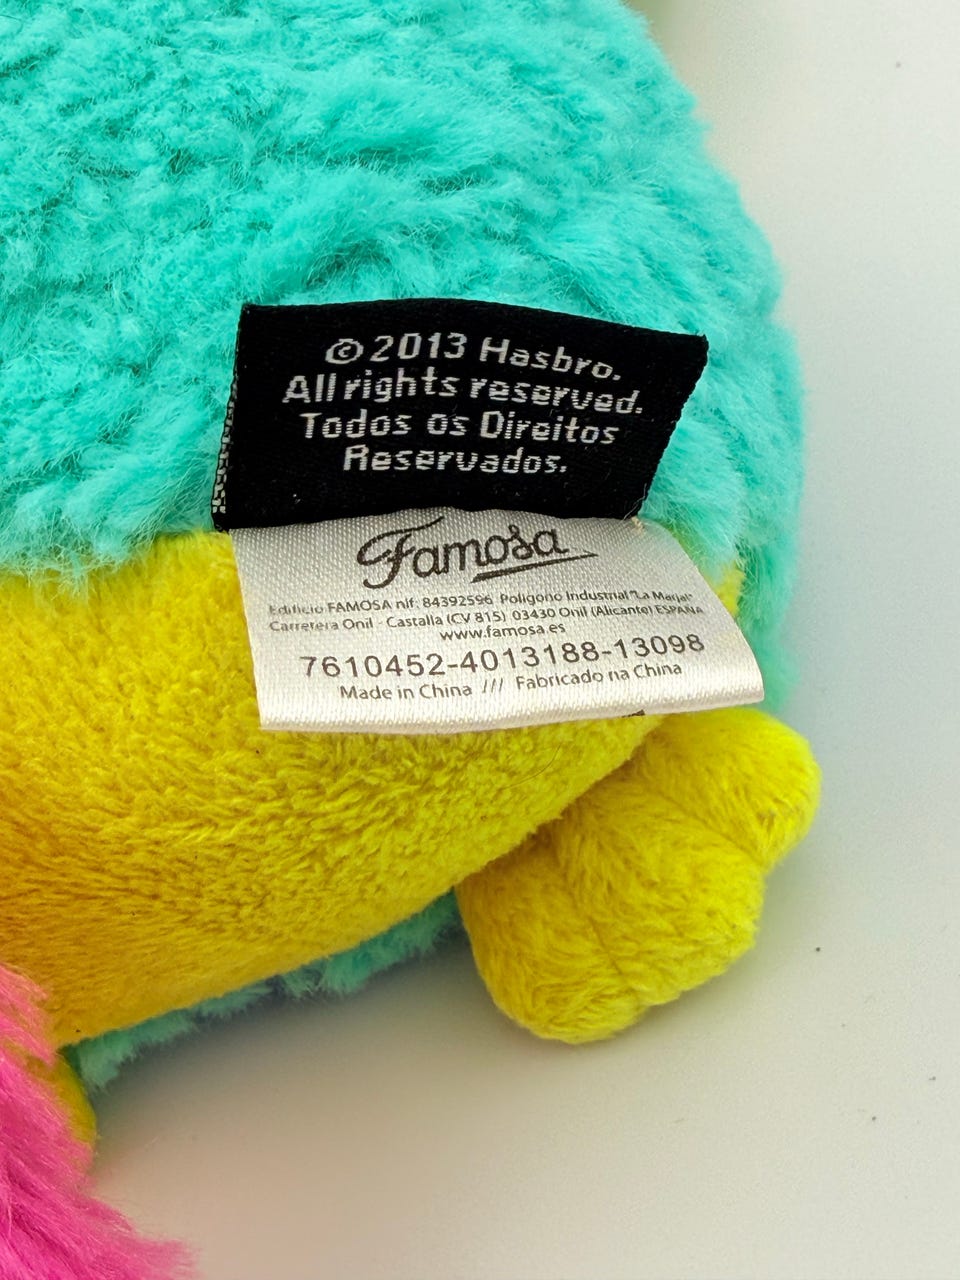 © 2013 Hasbro.
All rights reserved.
Todos os Direitos
Reservados.
Famosa
Edificio FAMOSA nif: 84392596 Poligono Industrial "La Marjal"
Carretera Onil - Castalla (CV 815) 03430 Onil (Alicante) ESPAÑA
www.famosa.es
7610452-4013188-13098
Made in China /// Fabricado na China